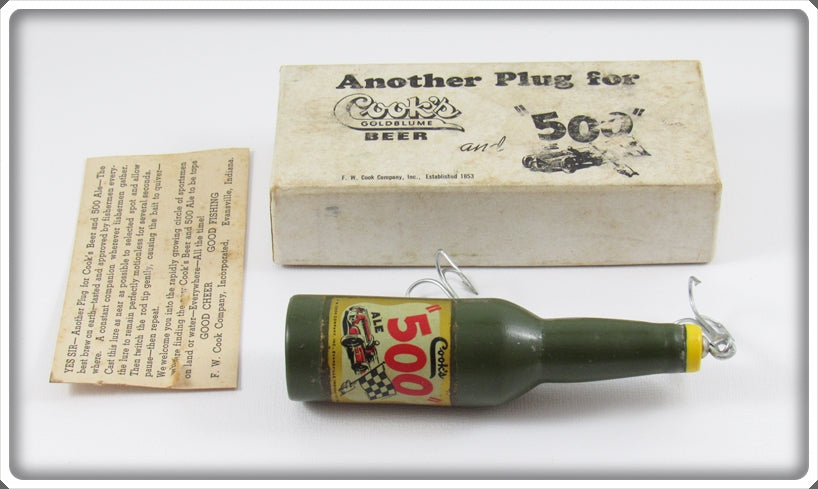 Another Plug for
Cook's
GOLDBLUME
BEER
and
"500"
F. W. Cook Company, Inc., Established 1853
YES SIR—Another Plug for Cook's Beer and 500 Ale—The
best brew on earth—tasted and approved by fishermen every-
where. A constant companion wherever fishermen gather.
Cast this lure as near as possible to selected spot and allow
the lure to remain perfectly motionless for several seconds.
Then twitch the rod tip gently, causing the bait to quiver—
pause—then repeat.
We welcome you into the rapidly growing circle of sportsmen
who are finding Cook's Beer and 500 Ale to be tops
on land or water—Everywhere—All the time!
GOOD CHEER GOOD FISHING
F. W. Cook Company, Incorporated, Evansville, Indiana.
Cook's
"500"
ALE